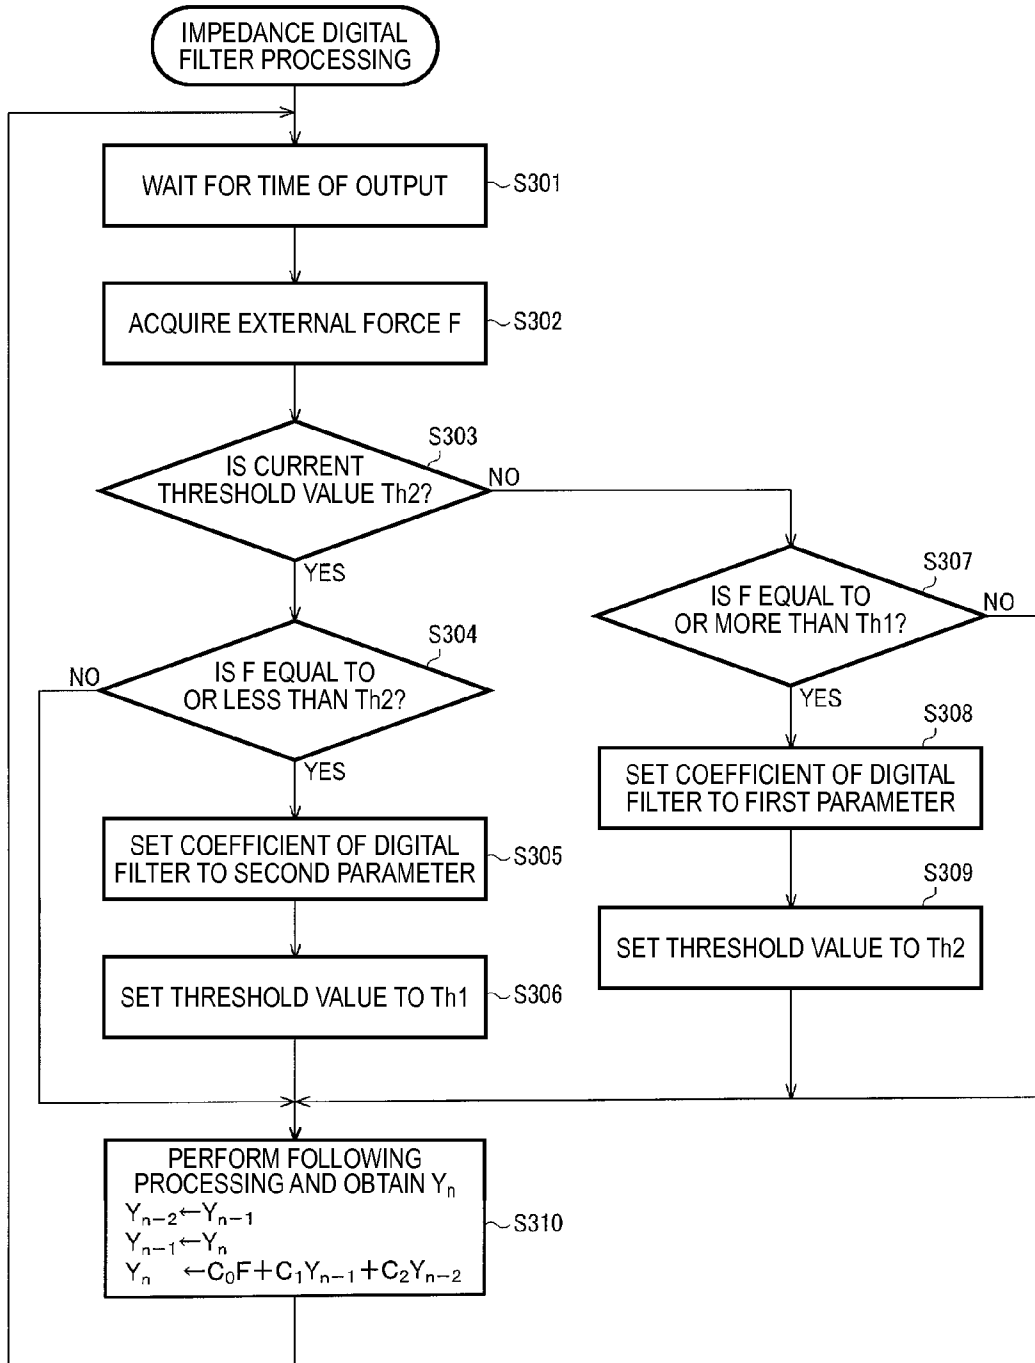 IMPEDANCE DIGITAL
FILTER PROCESSING
WAIT FOR TIME OF OUTPUT
S301
ACQUIRE EXTERNAL FORCE F
S302
S303
IS CURRENT
THRESHOLD VALUE Th2?
NO
YES
S304
IS F EQUAL TO
OR LESS THAN Th2?
NO
YES
SET COEFFICIENT OF DIGITAL
FILTER TO SECOND PARAMETER
S305
SET THRESHOLD VALUE TO Th1
S306
S307
IS F EQUAL TO
OR MORE THAN Th1?
NO
YES
S308
SET COEFFICIENT OF DIGITAL
FILTER TO FIRST PARAMETER
S309
SET THRESHOLD VALUE TO Th2
PERFORM FOLLOWING
PROCESSING AND OBTAIN Yn
Yn−2←Yn−1
Yn−1←Yn
Yn ←C0F+C1Yn−1+C2Yn−2
S310